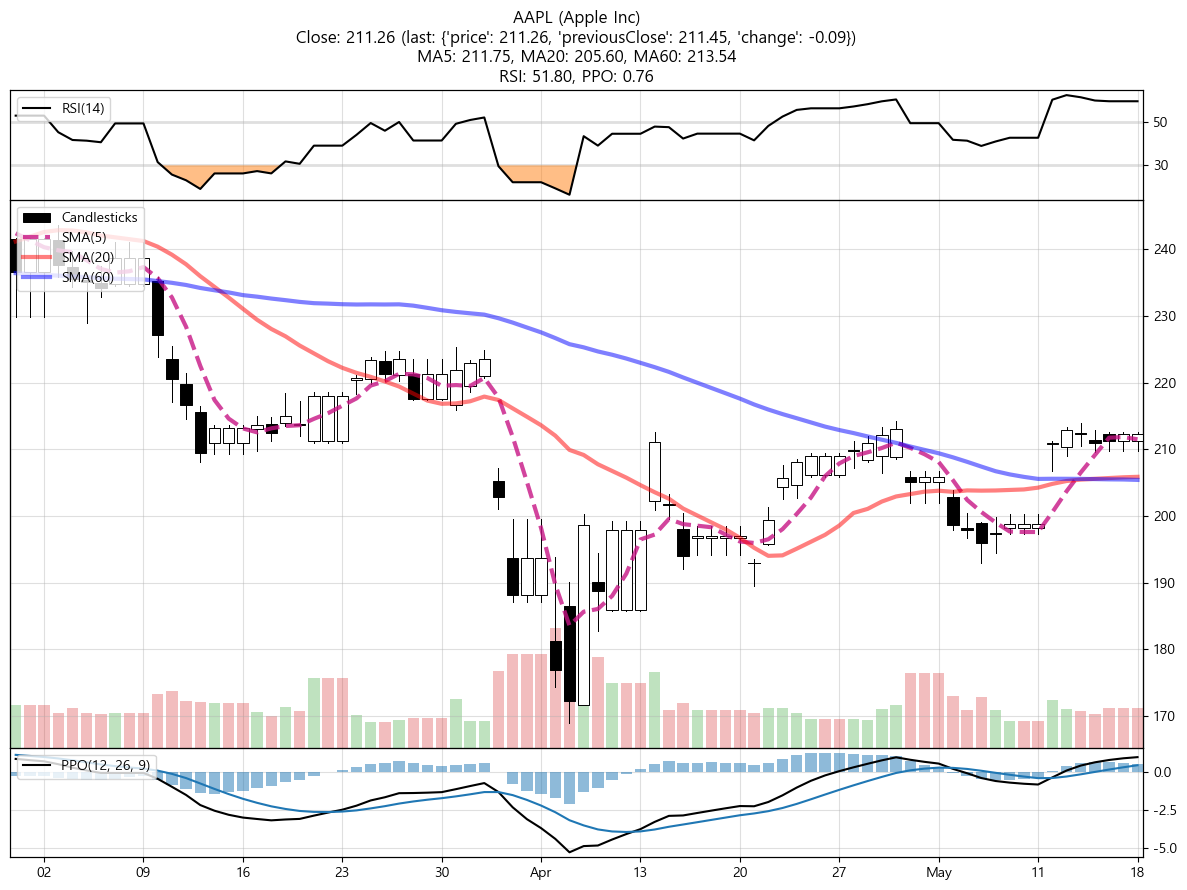 AAPL (Apple Inc)
Close: 211.26 (last: {'price': 211.26, 'previousClose': 211.45, 'change': -0.09})
MA5: 211.75, MA20: 205.60, MA60: 213.54
RSI: 51.80, PPO: 0.76
RSI(14)
50
30
Candlesticks
SMA(5)
SMA(20)
SMA(60)
240
230
220
210
200
190
180
170
PPO(12, 26, 9)
0.0
-2.5
-5.0
02 09 16 23 30 Apr 13 20 27 May 11 18